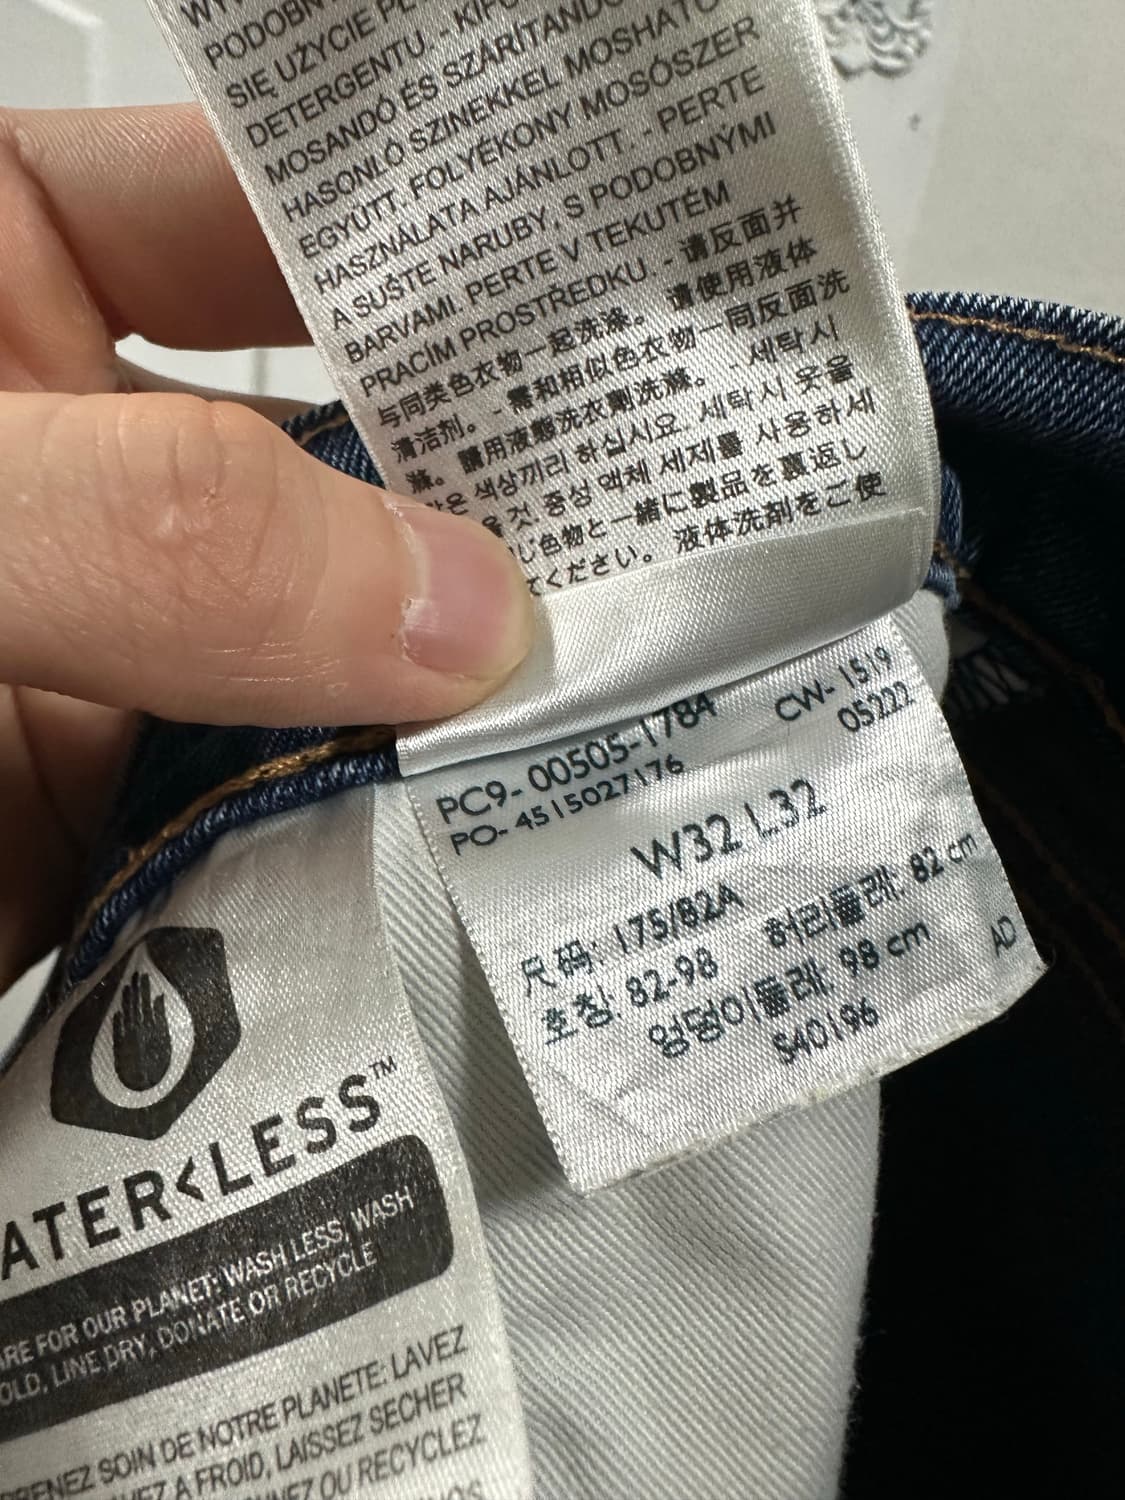 PODOBNY
SIĘ UŻYCIE
DETERGENTU. -
MOSANDÓ ÉS SZÁRÍTANDÓ
HASONLÓ SZINEKKEL MOSHATÓ
EGYÜTT. FOLYÉKONY MOSÓSZER
HASZNÁLATA AJÁNLOTT. - PERTE
A SUŠTE NARUBY, S PODOBNÝMI
BARVAMI. PERTE V TEKUTÉM
PRACÍM PROSTŘEDKU. - 请反面并
与同类色衣物一起洗涤。 请使用液体
清洁剂。 - 需和相似色衣物一同反面洗
滌。 請用液態洗衣劑洗滌。 - 세탁시
색상끼리 하십시요. 세탁시 옷을
것. 중성 액체 세제를 사용하세
じ色物と一緒に製品を裏返し
てください。 液体洗剤をご使
PC9-00505-1784
CW-1519
PO-4515027176
05222
W32 L32
尺码: 175/82A
호칭: 82-98
허리둘레: 82 cm
엉덩이둘레: 98 cm
AD
S40196
ATER<LESS™
ARE FOR OUR PLANET: WASH LESS, WASH
OLD, LINE DRY, DONATE OR RECYCLE
PRENEZ SOIN DE NOTRE PLANETE: LAVEZ
A FROID, LAISSEZ SECHER
OU RECYCLEZ